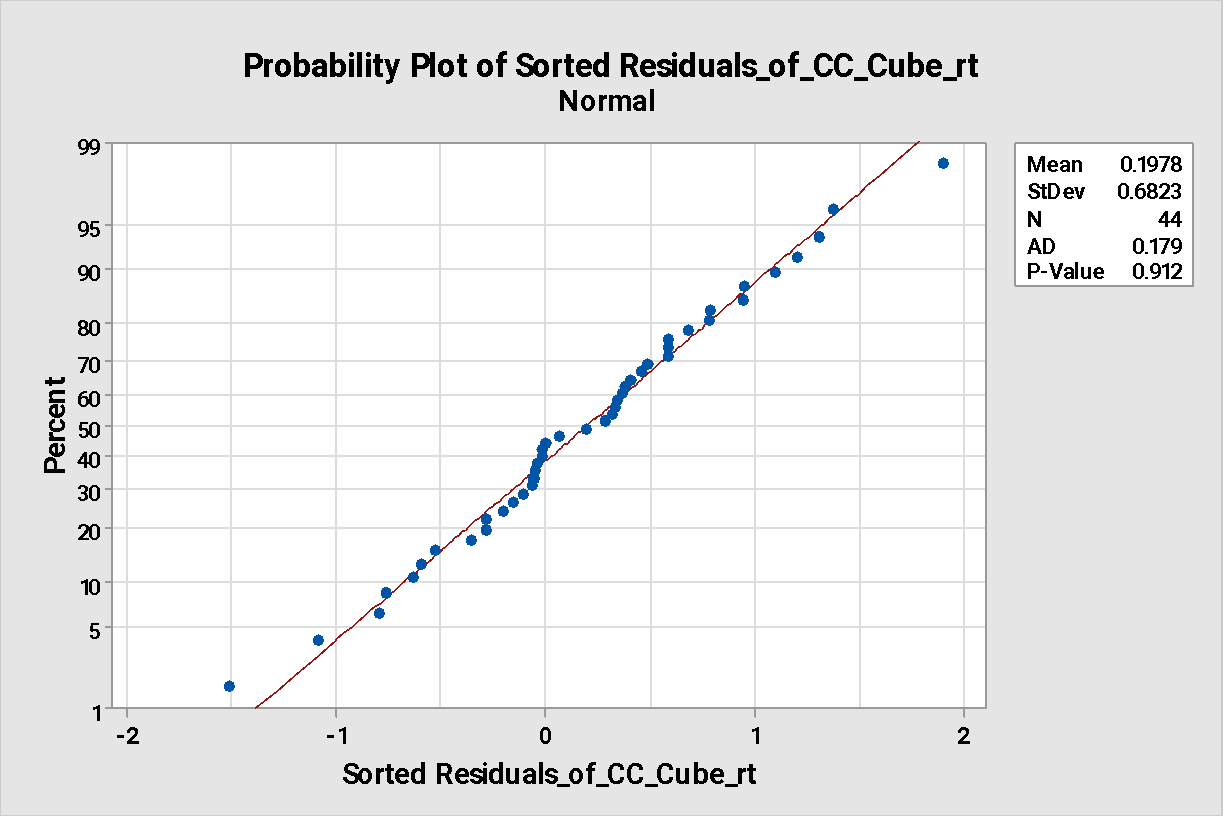 Probability Plot of Sorted Residuals_of_CC_Cube_rt
Normal
99
95
90
80
70
60
50
40
30
20
10
5
1
Percent
-2
-1
0
1
2
Sorted Residuals_of_CC_Cube_rt
Mean 0.1978
StDev 0.6823
N 44
AD 0.179
P-Value 0.912